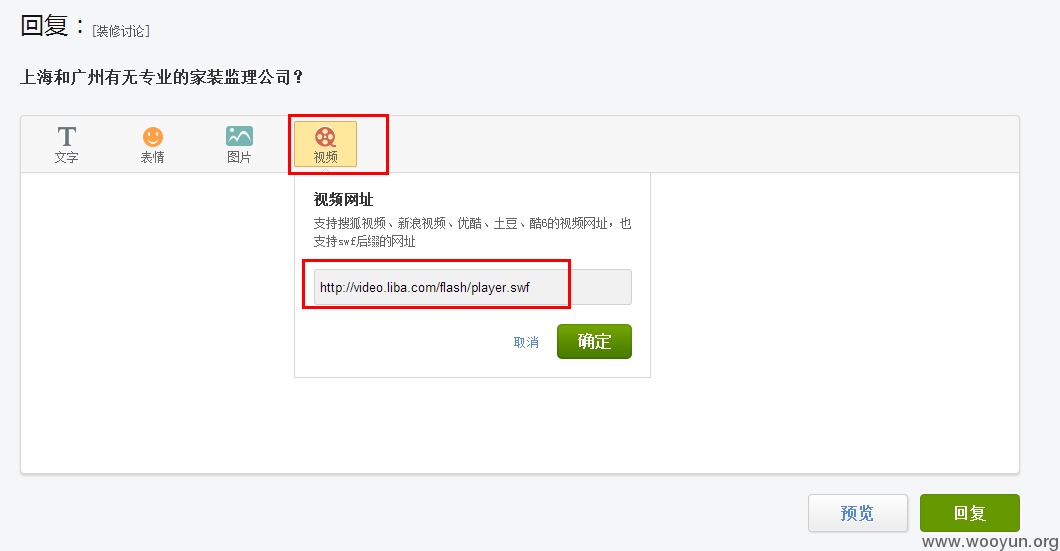 回复：[装修讨论]
上海和广州有无专业的家装监理公司？
文字 表情 图片 视频
视频网址
支持搜狐视频、新浪视频、优酷、土豆、酷6的视频网址，也
支持swf后缀的网址
http://video.liba.com/flash/player.swf
取消 确定
预览 回复
www.wooyun.org